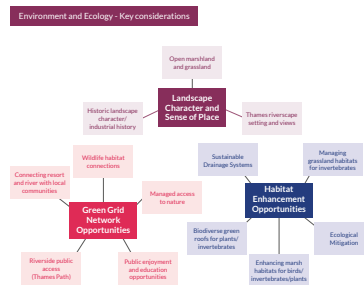 Environment and Ecology - Key considerations
Open marshland
and grassland
Landscape
Character and
Sense of Place
Historic landscape
character/
industrial history
Thames riverscape
setting and views
Wildlife habitat
connections
Connecting resort
and river with local
communities
Managed access
to nature
Green Grid
Network
Opportunities
Riverside public
access
(Thames Path)
Public enjoyment
and education
opportunities
Sustainable
Drainage Systems
Managing
grassland habitats
for invertebrates
Habitat
Enhancement
Opportunities
Biodiverse green
roofs for plants/
invertebrates
Ecological
Mitigation
Enhancing marsh
habitats for birds/
invertebrates/plants